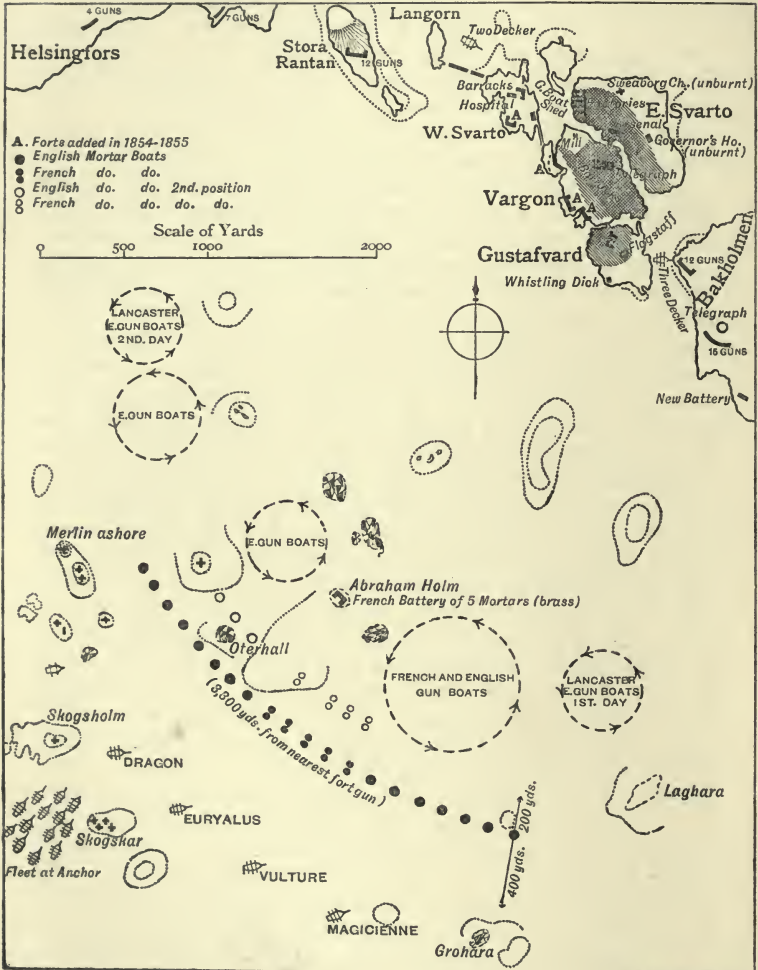 4 GUNS
7 GUNS
Helsingfors
Stora
Rantan
12 GUNS
Langorn
Two Decker
Barracks
Hospital
A
W. Svarto
G. Boat
Shed
Sweaborg Ch. (unburnt)
E. Svarto
Governor's Ho.
(unburnt)
Mill
Telegraph
A
Vargon
A
A
Gustafvard
Flagstaff
Whistling Dick
Three Decker
12 GUNS
Bakholmen
Telegraph
15 GUNS
New Battery
A. Forts added in 1854-1855
English Mortar Boats
French do. do.
English do. do. 2nd. position
French do. do. do. do.
Scale of Yards
0 500 1000 2000
LANCASTER
E.GUN BOATS
2ND. DAY
E.GUN BOATS
E.GUN BOATS
Merlin ashore
Abraham Holm
French Battery of 5 Mortars (brass)
Oterhall
(3,300 yds. from nearest fort gun)
FRENCH AND ENGLISH
GUN BOATS
LANCASTER
E.GUN BOATS
1ST. DAY
Skogsholm
DRAGON
Laghara
200 yds.
400 yds.
EURYALUS
Skogskar
Fleet at Anchor
VULTURE
MAGICIENNE
Grohara